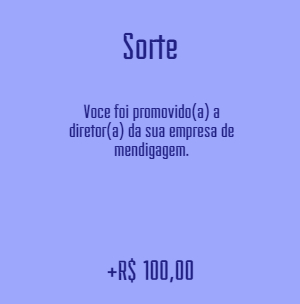 Sorte
Voce foi promovido(a) a
diretor(a) da sua empresa de
mendigagem.
+R$ 100,00